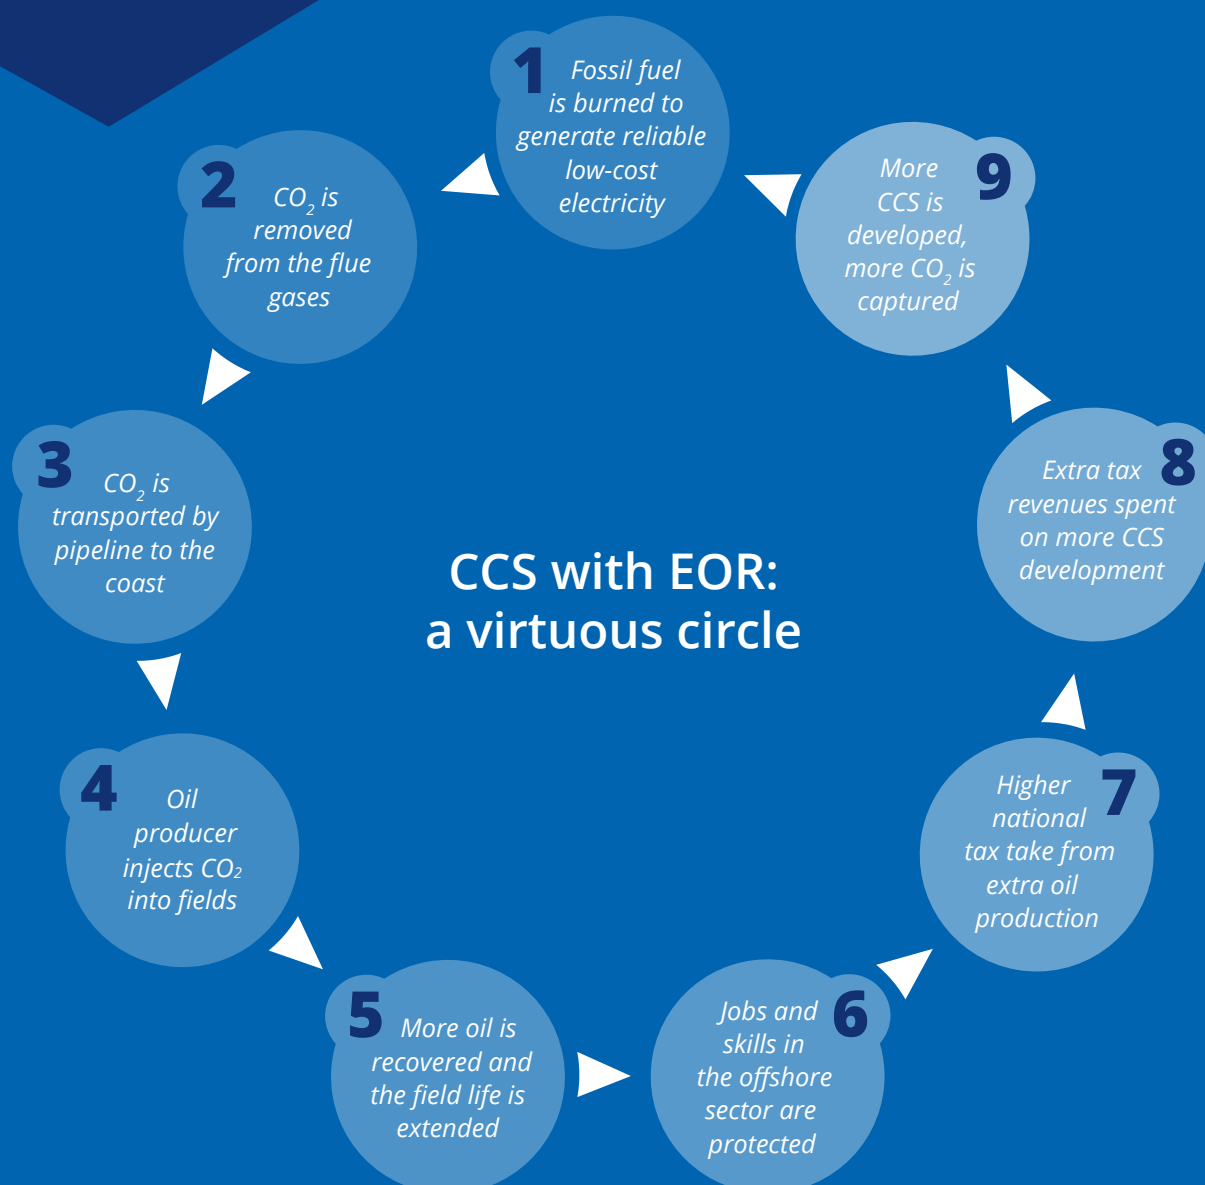 1
Fossil fuel
is burned to
generate reliable
low-cost
electricity
2
CO₂ is
removed
from the flue
gases
3
CO₂ is
transported by
pipeline to the
coast
4
Oil
producer
injects CO₂
into fields
5
More oil is
recovered and
the field life is
extended
6
Jobs and
skills in
the offshore
sector are
protected
7
Higher
national
tax take from
extra oil
production
8
Extra tax
revenues spent
on more CCS
development
9
More
CCS is
developed,
more CO₂ is
captured
CCS with EOR:
a virtuous circle